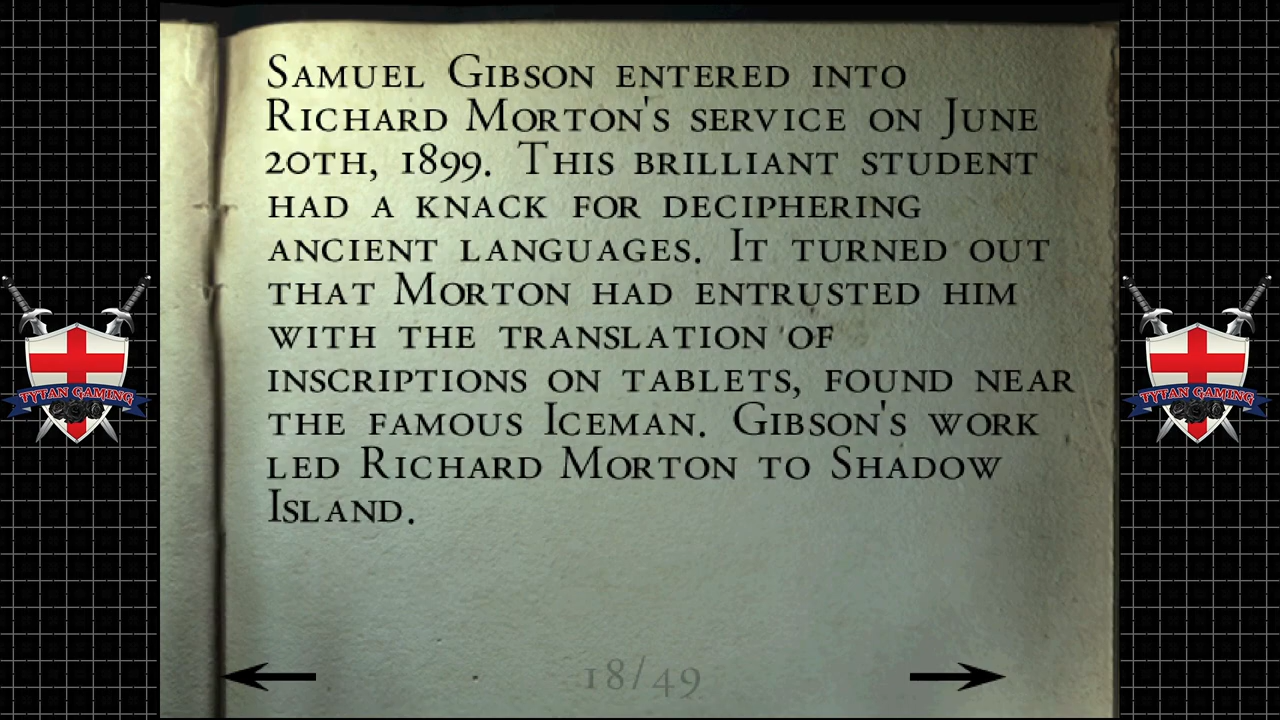 Samuel Gibson entered into
Richard Morton's service on June
20th, 1899. This brilliant student
had a knack for deciphering
ancient languages. It turned out
that Morton had entrusted him
with the translation of
inscriptions on tablets, found near
the famous Iceman. Gibson's work
led Richard Morton to Shadow
Island.
18/49
TYTAN GAMING
TYTAN GAMING